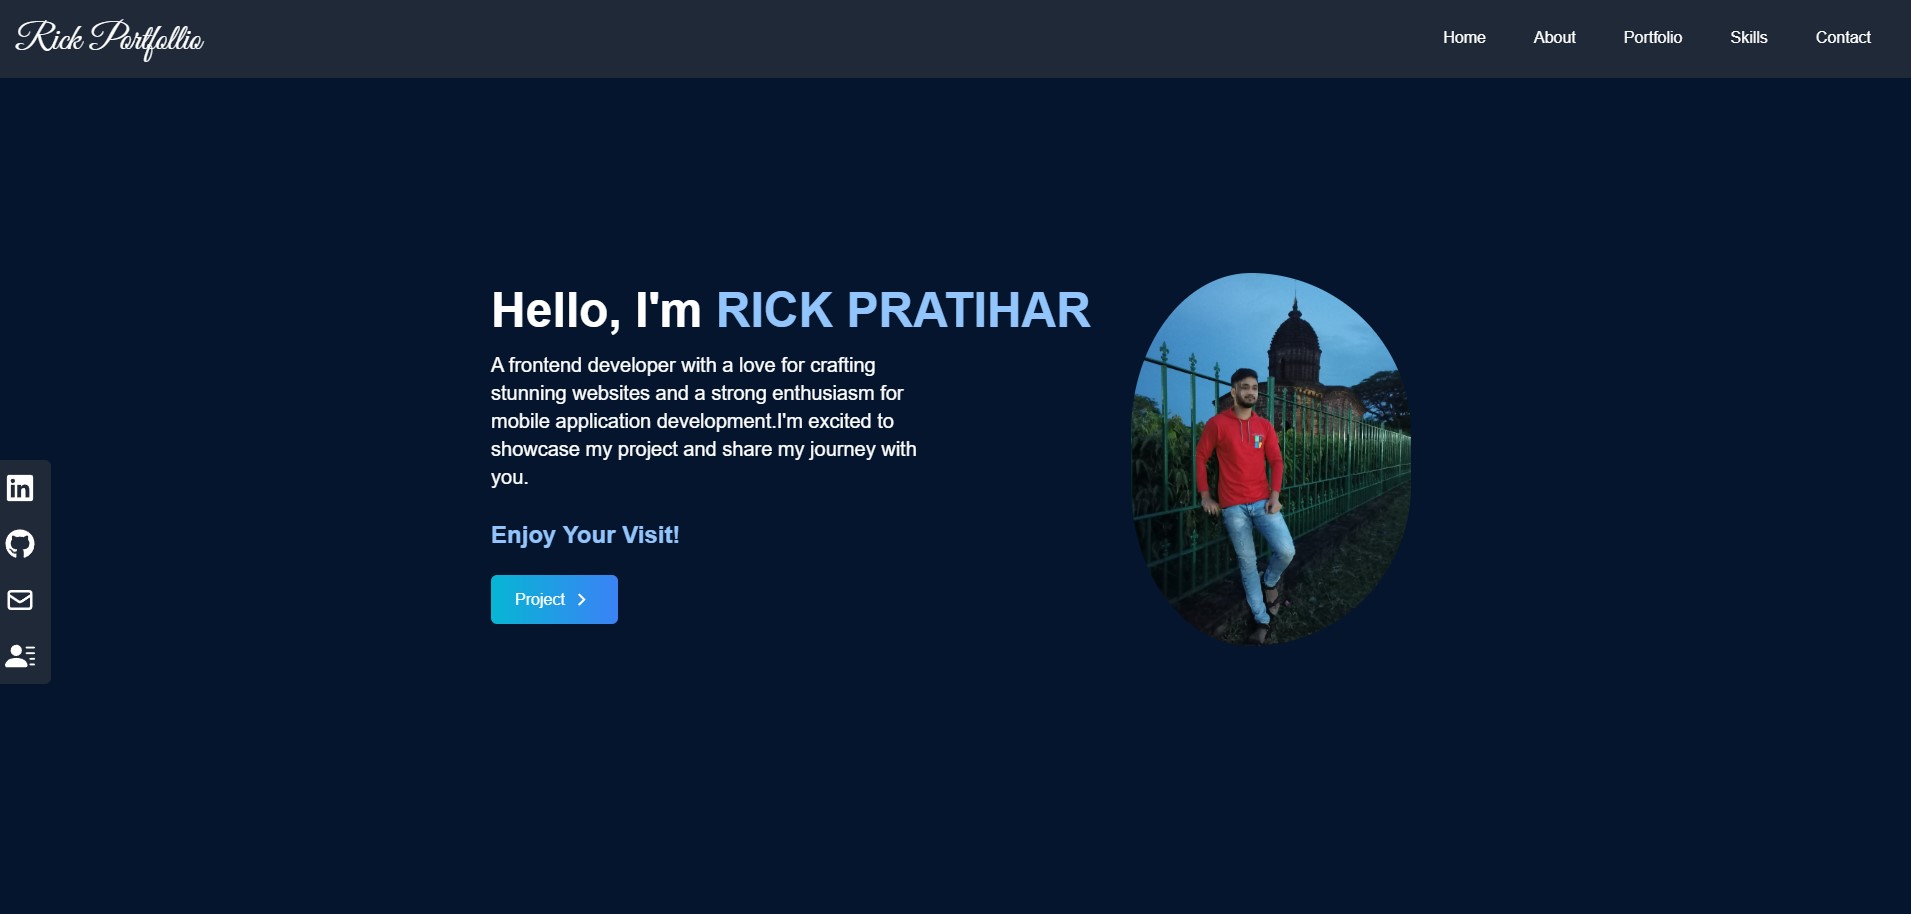 Rick Portfollio
Home
About
Portfolio
Skills
Contact
Hello, I'm RICK PRATIHAR
A frontend developer with a love for crafting
stunning websites and a strong enthusiasm for
mobile application development.I'm excited to
showcase my project and share my journey with
you.
Enjoy Your Visit!
Project
in